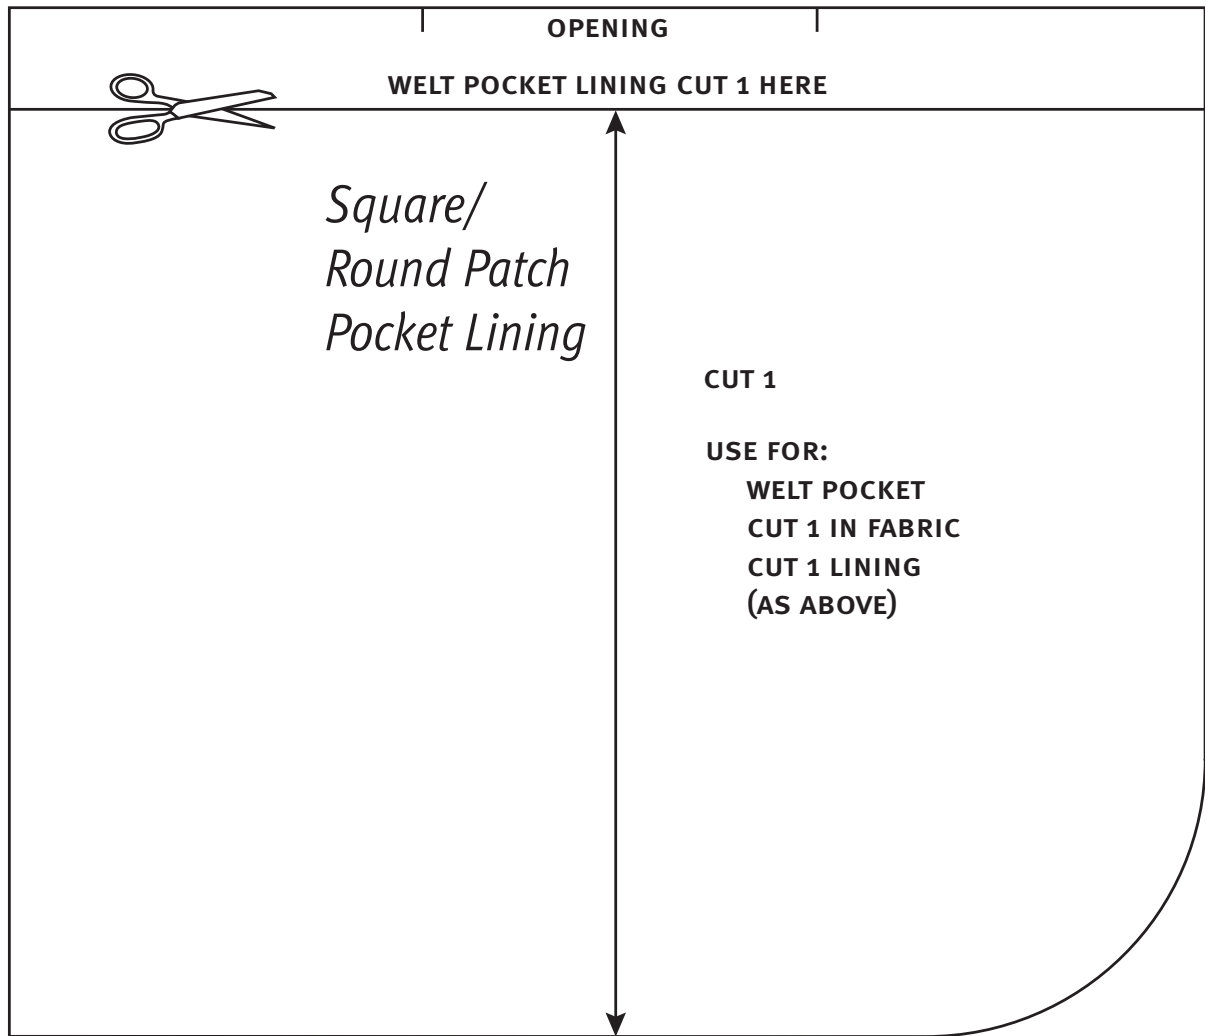 OPENING
WELT POCKET LINING CUT 1 HERE
Square/
Round Patch
Pocket Lining
CUT 1
USE FOR:
WELT POCKET
CUT 1 IN FABRIC
CUT 1 LINING
(AS ABOVE)